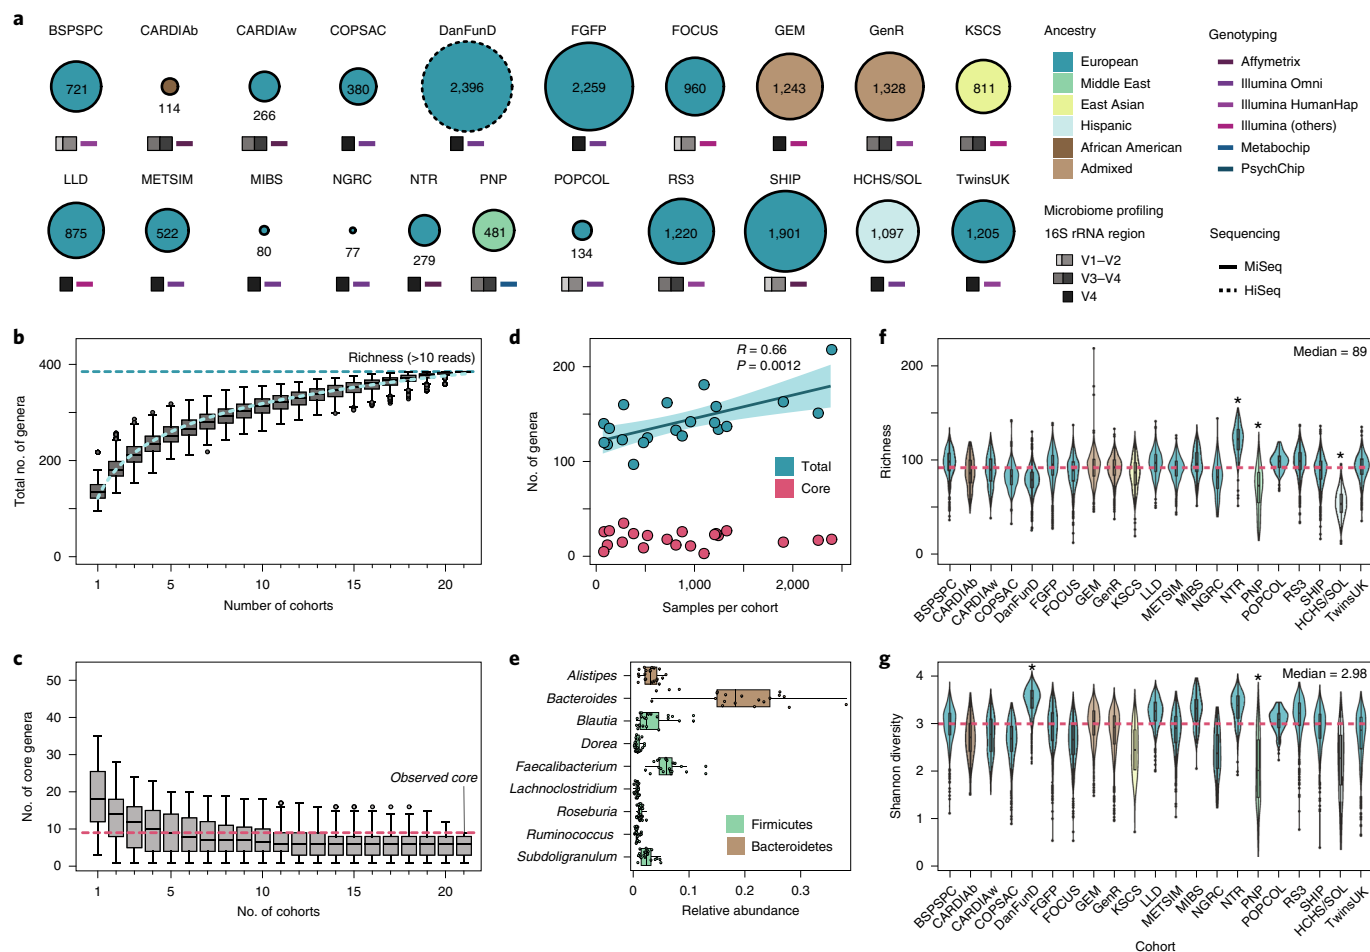 a
BSPSPC CARDIAb CARDIAw COPSAC DanFunD FGFP FOCUS GEM GenR KSCS
721 114 266 380 2,396 2,259 960 1,243 1,328 811
LLD METSIM MIBS NGRC NTR PNP POPCOL RS3 SHIP HCHS/SOL TwinsUK
875 522 80 77 279 481 134 1,220 1,901 1,097 1,205
Ancestry
European
Middle East
East Asian
Hispanic
African American
Admixed
Genotyping
Affymetrix
Illumina Omni
Illumina HumanHap
Illumina (others)
Metabochip
PsychChip
Microbiome profiling
16S rRNA region
V1–V2
V3–V4
V4
Sequencing
MiSeq
HiSeq
b
Richness (>10 reads)
Total no. of genera
400
200
0
1 5 10 15 20
Number of cohorts
c
No. of core genera
50
40
30
20
10
0
Observed core
1 5 10 15 20
No. of cohorts
d
R = 0.66
P = 0.0012
No. of genera
200
100
0
Total
Core
0 1,000 2,000
Samples per cohort
e
Alistipes
Bacteroides
Blautia
Dorea
Faecalibacterium
Lachnoclostridium
Roseburia
Ruminococcus
Subdoligranulum
Firmicutes
Bacteroidetes
0 0.1 0.2 0.3
Relative abundance
f
Median = 89
Richness
200
100
0
* * *
BSPSPC CARDIAb CARDIAw COPSAC DanFunD FGFP FOCUS GEM GenR KSCS LLD METSIM MIBS NGRC NTR PNP POPCOL RS3 SHIP HCHS/SOL TwinsUK
g
Median = 2.98
Shannon diversity
4
3
2
1
0
* *
BSPSPC CARDIAb CARDIAw COPSAC DanFunD FGFP FOCUS GEM GenR KSCS LLD METSIM MIBS NGRC NTR PNP POPCOL RS3 SHIP HCHS/SOL TwinsUK
Cohort